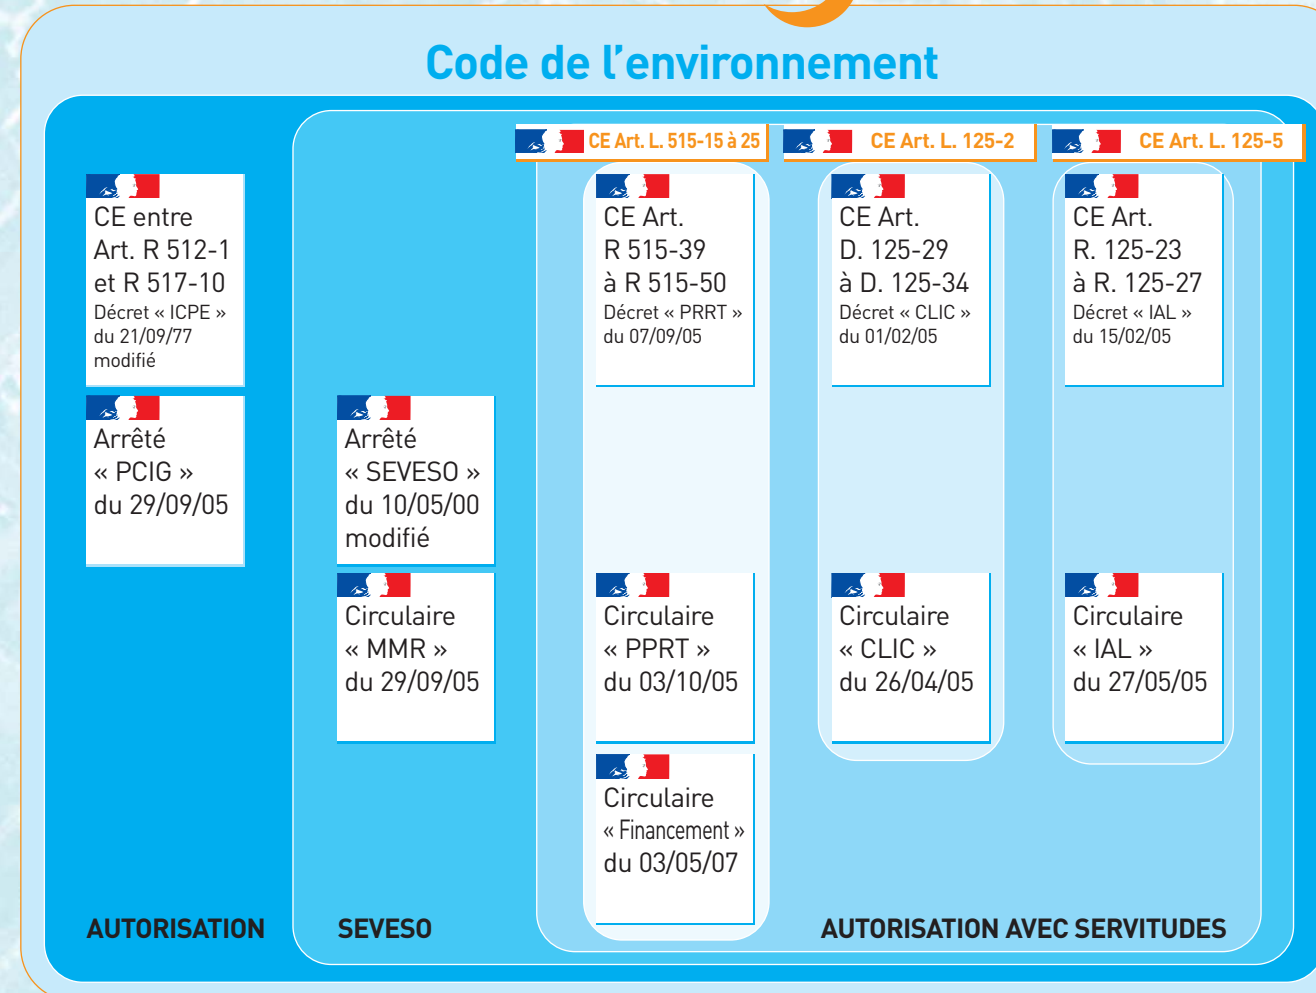 Code de l’environnement
CE Art. L. 515-15 à 25
CE Art. L. 125-2
CE Art. L. 125-5
CE entre
Art. R 512-1
et R 517-10
Décret « ICPE »
du 21/09/77
modifié
CE Art.
R 515-39
à R 515-50
Décret « PRRT »
du 07/09/05
CE Art.
D. 125-29
à D. 125-34
Décret « CLIC »
du 01/02/05
CE Art.
R. 125-23
à R. 125-27
Décret « IAL »
du 15/02/05
Arrêté
« PCIG »
du 29/09/05
Arrêté
« SEVESO »
du 10/05/00
modifié
Circulaire
« MMR »
du 29/09/05
Circulaire
« PPRT »
du 03/10/05
Circulaire
« CLIC »
du 26/04/05
Circulaire
« IAL »
du 27/05/05
Circulaire
« Financement »
du 03/05/07
AUTORISATION
SEVESO
AUTORISATION AVEC SERVITUDES